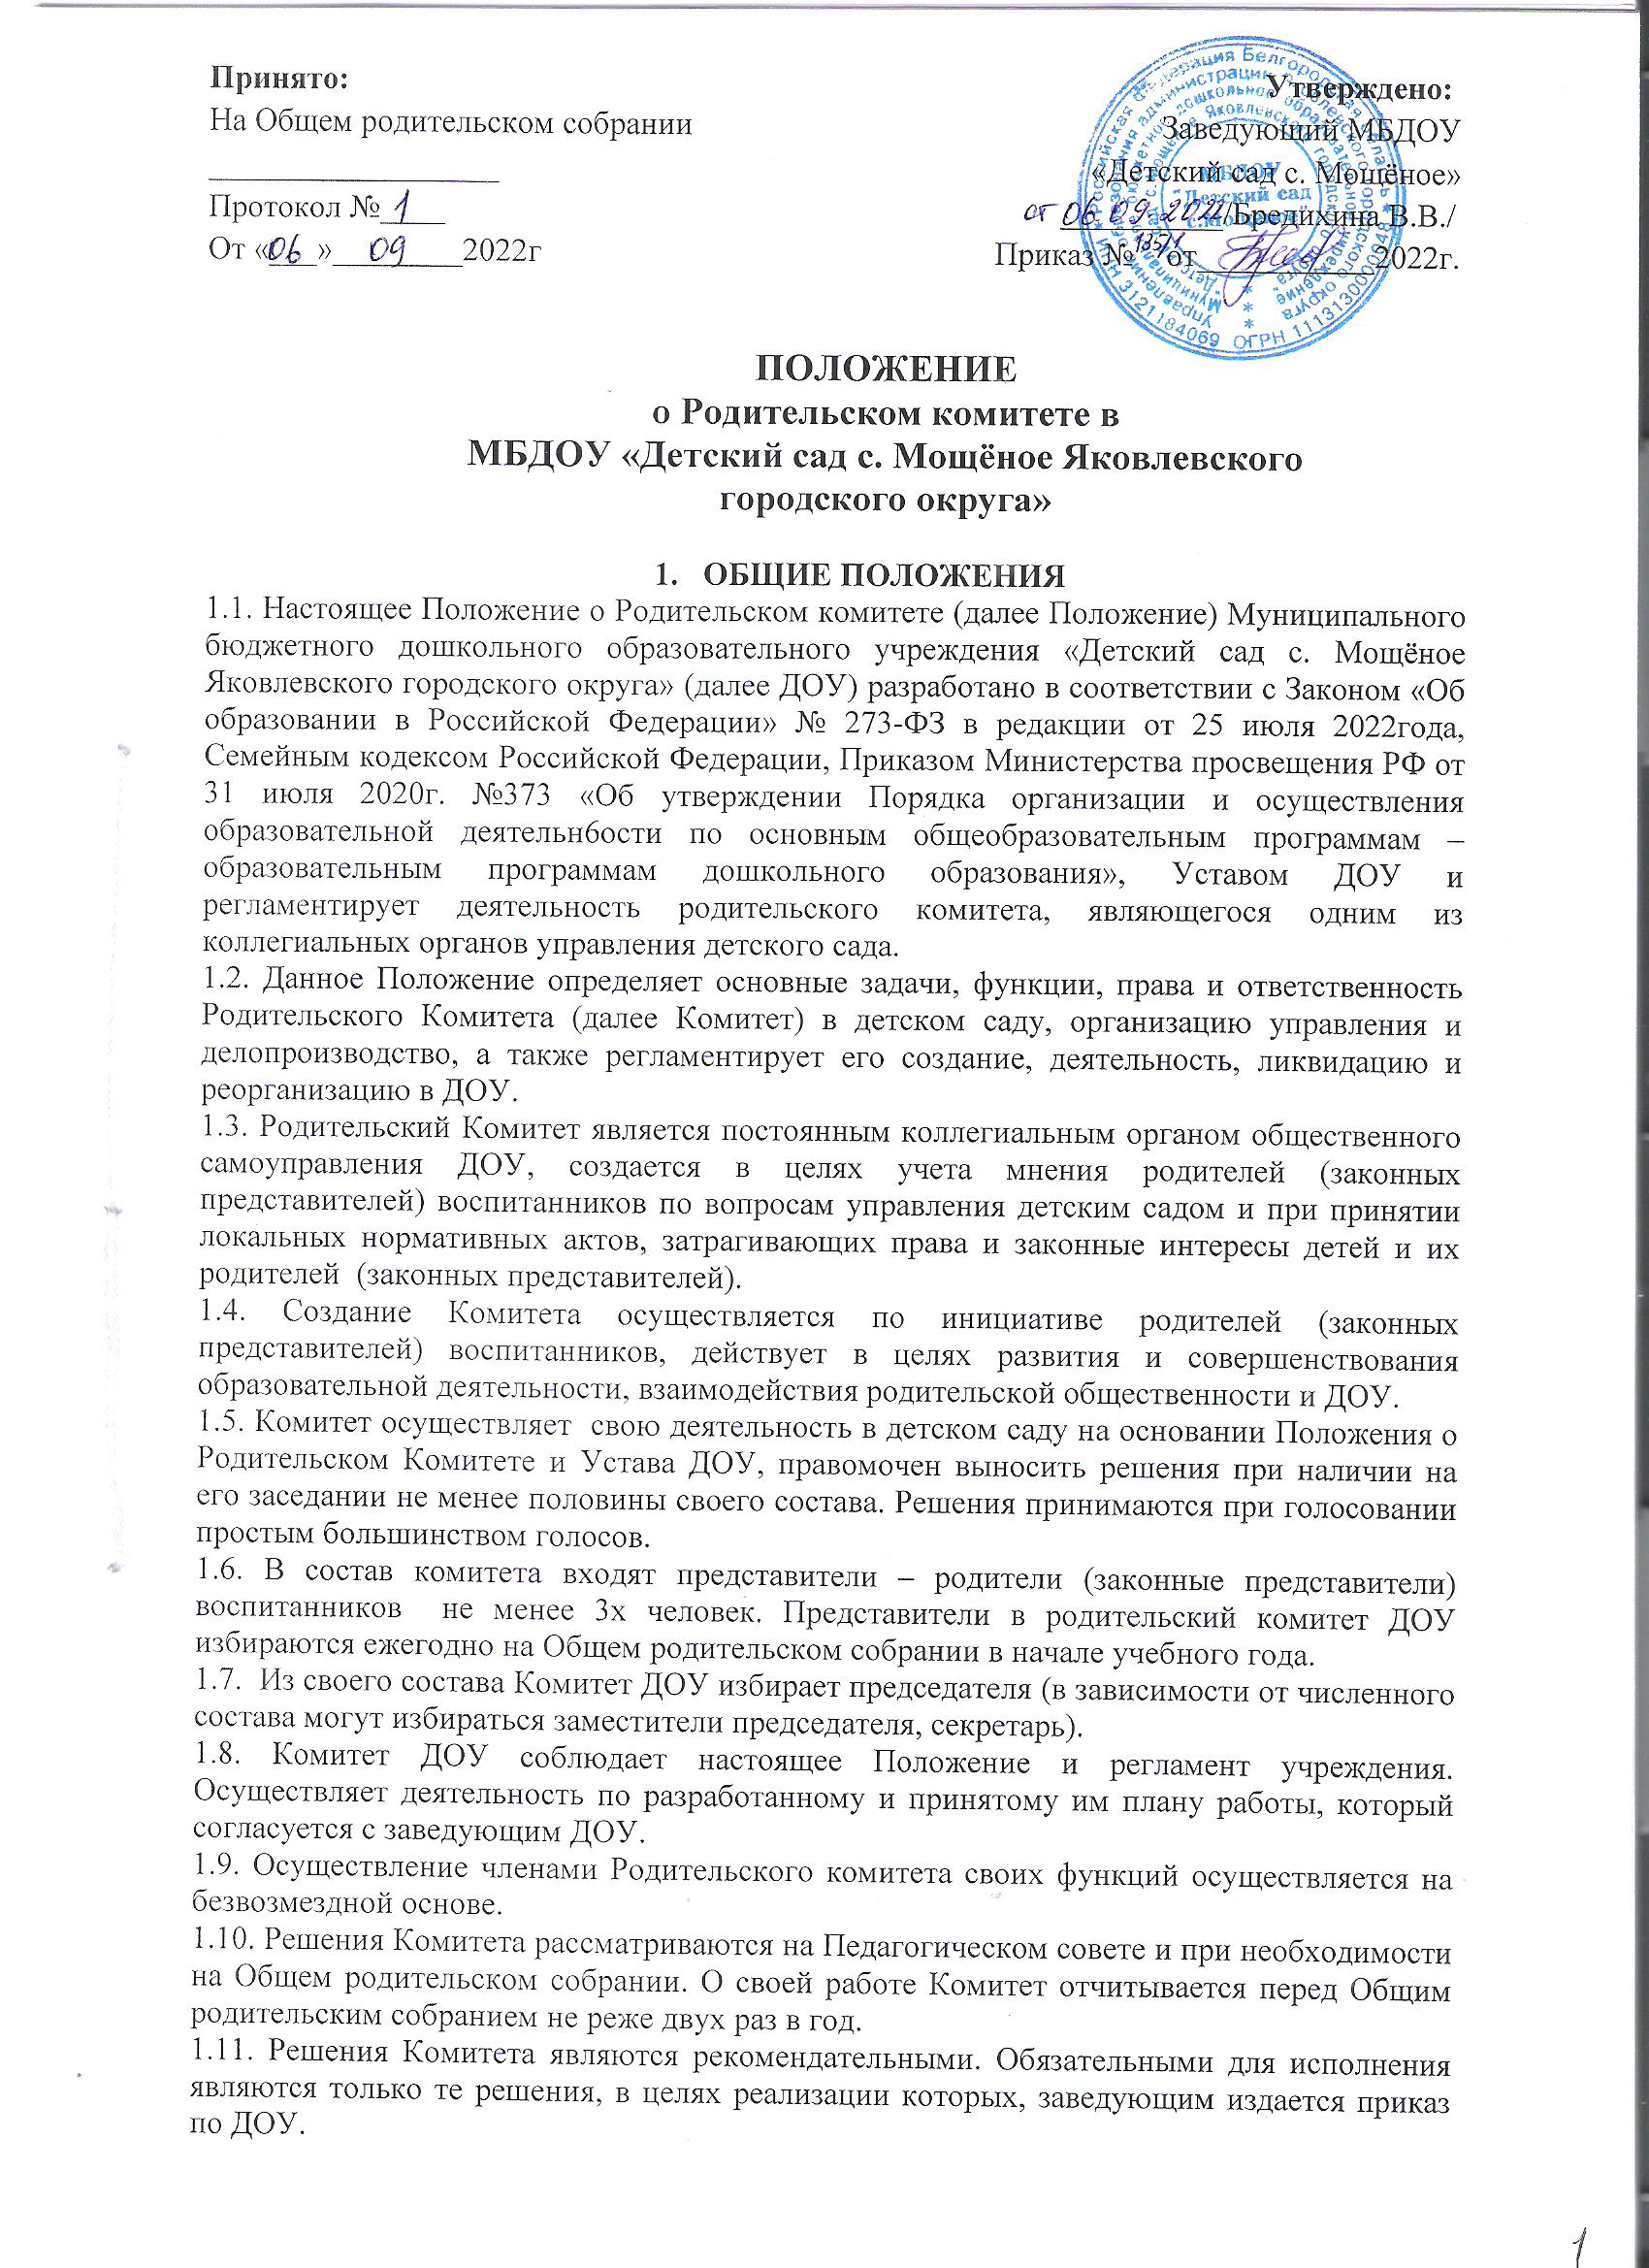 Принято:
На Общем родительском собрании
Протокол № 1
От «06» 09 2022г
Утверждено:
Заведующий МБДОУ
«Детский сад с. Мощёное»
от 06.09.2022 /Бредихина В.В./
Приказ № 135/1 от 2022г.
МБДОУ
"Детский сад
с.Мощёное"
ИНН 3121184069 ОГРН 1113130000948
ПОЛОЖЕНИЕ
о Родительском комитете в
МБДОУ «Детский сад с. Мощёное Яковлевского
городского округа»
1. ОБЩИЕ ПОЛОЖЕНИЯ
1.1. Настоящее Положение о Родительском комитете (далее Положение) Муниципального
бюджетного дошкольного образовательного учреждения «Детский сад с. Мощёное
Яковлевского городского округа» (далее ДОУ) разработано в соответствии с Законом «Об
образовании в Российской Федерации» № 273-ФЗ в редакции от 25 июля 2022года,
Семейным кодексом Российской Федерации, Приказом Министерства просвещения РФ от
31 июля 2020г. №373 «Об утверждении Порядка организации и осуществления
образовательной деятельн6ости по основным общеобразовательным программам –
образовательным программам дошкольного образования», Уставом ДОУ и
регламентирует деятельность родительского комитета, являющегося одним из
коллегиальных органов управления детского сада.
1.2. Данное Положение определяет основные задачи, функции, права и ответственность
Родительского Комитета (далее Комитет) в детском саду, организацию управления и
делопроизводство, а также регламентирует его создание, деятельность, ликвидацию и
реорганизацию в ДОУ.
1.3. Родительский Комитет является постоянным коллегиальным органом общественного
самоуправления ДОУ, создается в целях учета мнения родителей (законных
представителей) воспитанников по вопросам управления детским садом и при принятии
локальных нормативных актов, затрагивающих права и законные интересы детей и их
родителей (законных представителей).
1.4. Создание Комитета осуществляется по инициативе родителей (законных
представителей) воспитанников, действует в целях развития и совершенствования
образовательной деятельности, взаимодействия родительской общественности и ДОУ.
1.5. Комитет осуществляет свою деятельность в детском саду на основании Положения о
Родительском Комитете и Устава ДОУ, правомочен выносить решения при наличии на
его заседании не менее половины своего состава. Решения принимаются при голосовании
простым большинством голосов.
1.6. В состав комитета входят представители – родители (законные представители)
воспитанников не менее 3х человек. Представители в родительский комитет ДОУ
избираются ежегодно на Общем родительском собрании в начале учебного года.
1.7. Из своего состава Комитет ДОУ избирает председателя (в зависимости от численного
состава могут избираться заместители председателя, секретарь).
1.8. Комитет ДОУ соблюдает настоящее Положение и регламент учреждения.
Осуществляет деятельность по разработанному и принятому им плану работы, который
согласуется с заведующим ДОУ.
1.9. Осуществление членами Родительского комитета своих функций осуществляется на
безвозмездной основе.
1.10. Решения Комитета рассматриваются на Педагогическом совете и при необходимости
на Общем родительском собрании. О своей работе Комитет отчитывается перед Общим
родительским собранием не реже двух раз в год.
1.11. Решения Комитета являются рекомендательными. Обязательными для исполнения
являются только те решения, в целях реализации которых, заведующим издается приказ
по ДОУ.
1